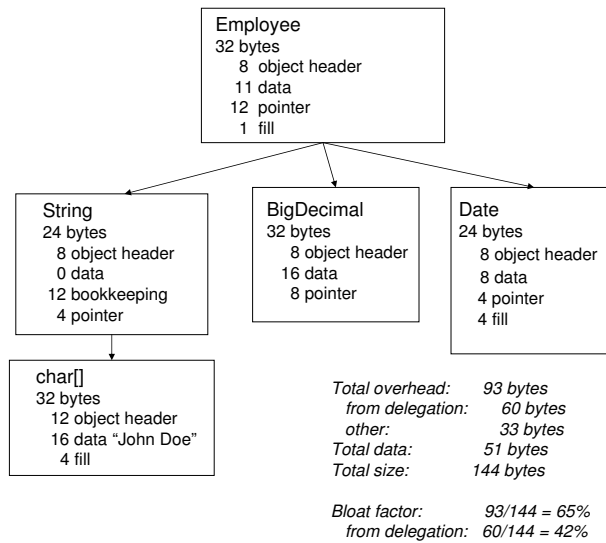 Employee
32 bytes
8 object header
11 data
12 pointer
1 fill
String
24 bytes
8 object header
0 data
12 bookkeeping
4 pointer
BigDecimal
32 bytes
8 object header
16 data
8 pointer
Date
24 bytes
8 object header
8 data
4 pointer
4 fill
char[]
32 bytes
12 object header
16 data “John Doe”
4 fill
Total overhead: 93 bytes
from delegation: 60 bytes
other: 33 bytes
Total data: 51 bytes
Total size: 144 bytes
Bloat factor: 93/144 = 65%
from delegation: 60/144 = 42%